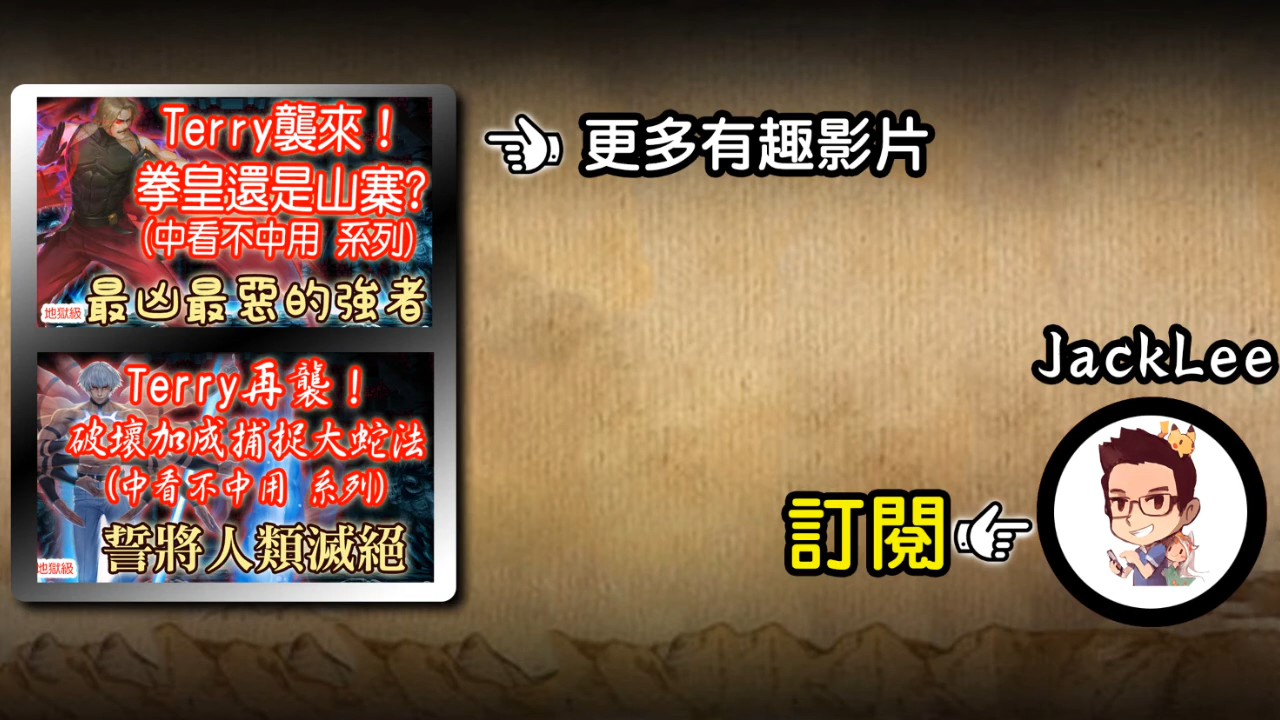 Terry襲來！
拳皇還是山寨?
(中看不中用 系列)
最凶最惡的強者
地獄級
Terry再襲！
破壞加成捕捉大蛇法
(中看不中用 系列)
誓將人類滅絕
地獄級
更多有趣影片
JackLee
訂閱